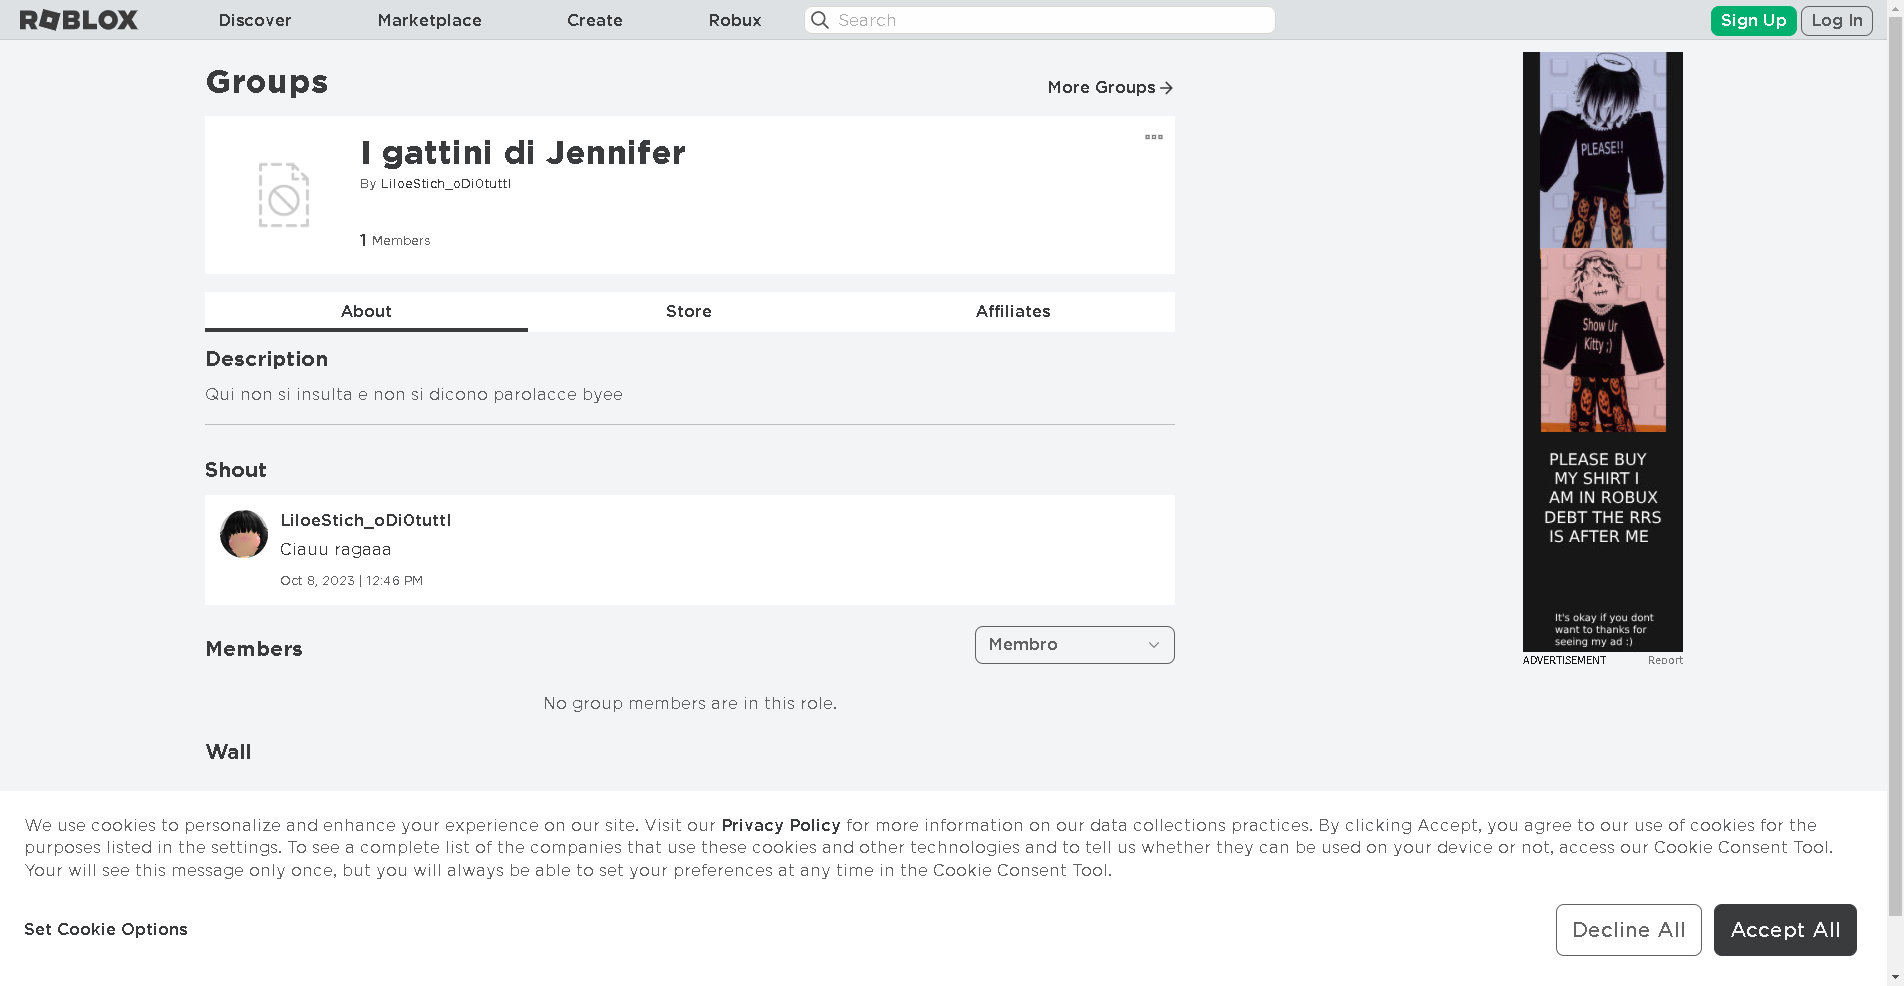 ROBLOX
Discover
Marketplace
Create
Robux
Search
Sign Up
Log In
Groups
More Groups
I gattini di Jennifer
By LiloeStich_oDi0tuttI
1 Members
About
Store
Affiliates
Description
Qui non si insulta e non si dicono parolacce byee
Shout
LiloeStich_oDi0tuttI
Ciauu ragaaa
Oct 8, 2023 | 12:46 PM
Members
Membro
No group members are in this role.
Wall
PLEASE!!
Show Ur
Kitty ;)
PLEASE BUY
MY SHIRT I
AM IN ROBUX
DEBT THE RRS
IS AFTER ME
It's okay if you dont
want to thanks for
seeing my ad :)
ADVERTISEMENT
Report
We use cookies to personalize and enhance your experience on our site. Visit our Privacy Policy for more information on our data collections practices. By clicking Accept, you agree to our use of cookies for the
purposes listed in the settings. To see a complete list of the companies that use these cookies and other technologies and to tell us whether they can be used on your device or not, access our Cookie Consent Tool.
Your will see this message only once, but you will always be able to set your preferences at any time in the Cookie Consent Tool.
Set Cookie Options
Decline All
Accept All